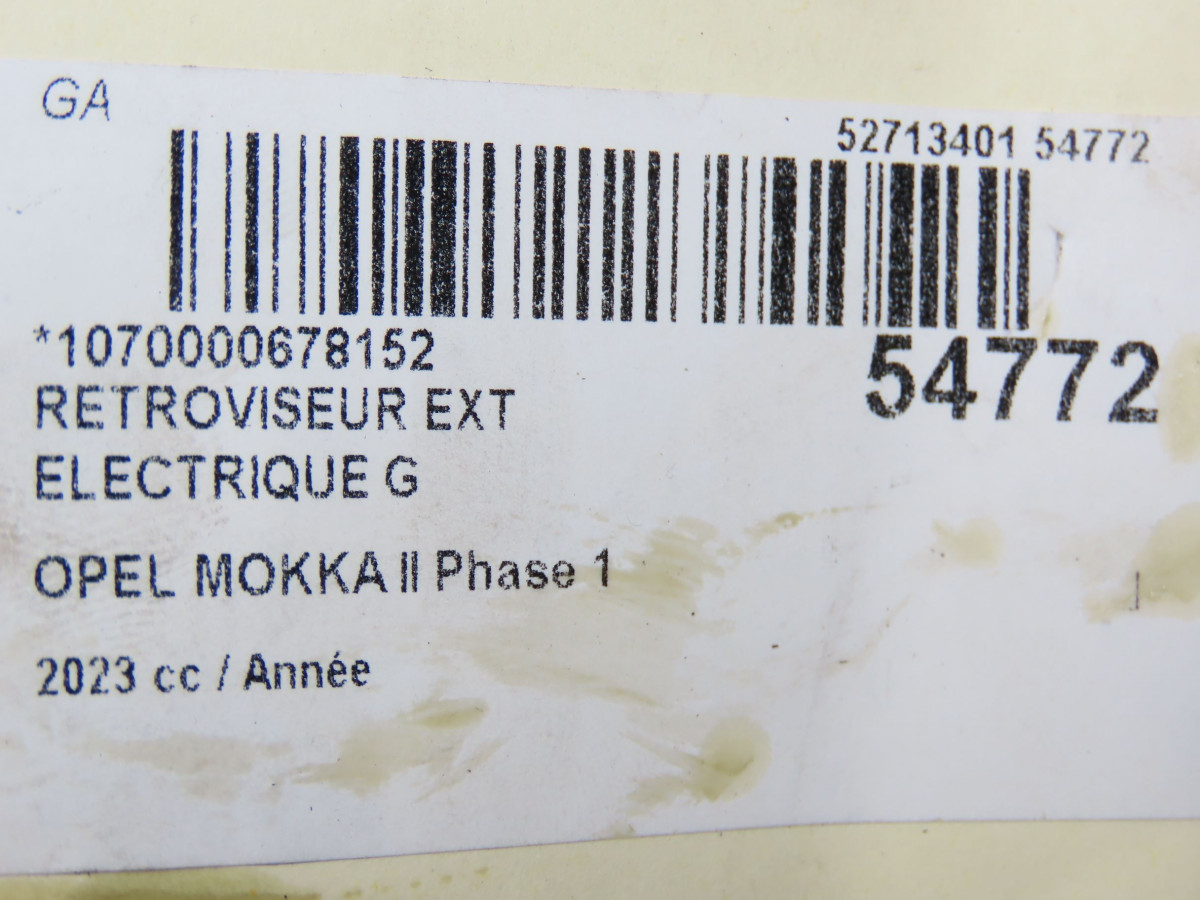 GA
52713401 54772
*1070000678152
54772
RETROVISEUR EXT
ELECTRIQUE G
OPEL MOKKA II Phase 1
2023 cc / Année